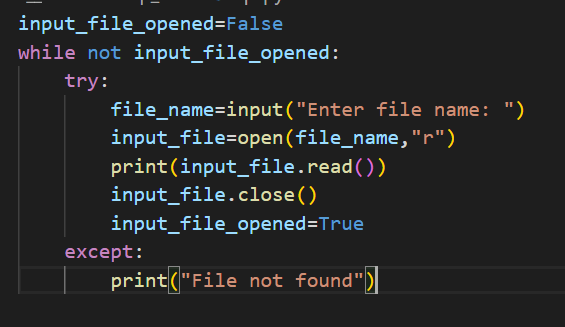 input_file_opened=False
while not input_file_opened:
    try:
        file_name=input("Enter file name: ")
        input_file=open(file_name,"r")
        print(input_file.read())
        input_file.close()
        input_file_opened=True
    except:
        print("File not found")